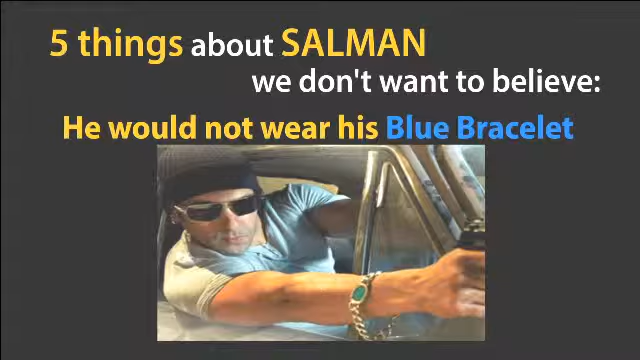 5 things about SALMAN
we don't want to believe:
He would not wear his Blue Bracelet